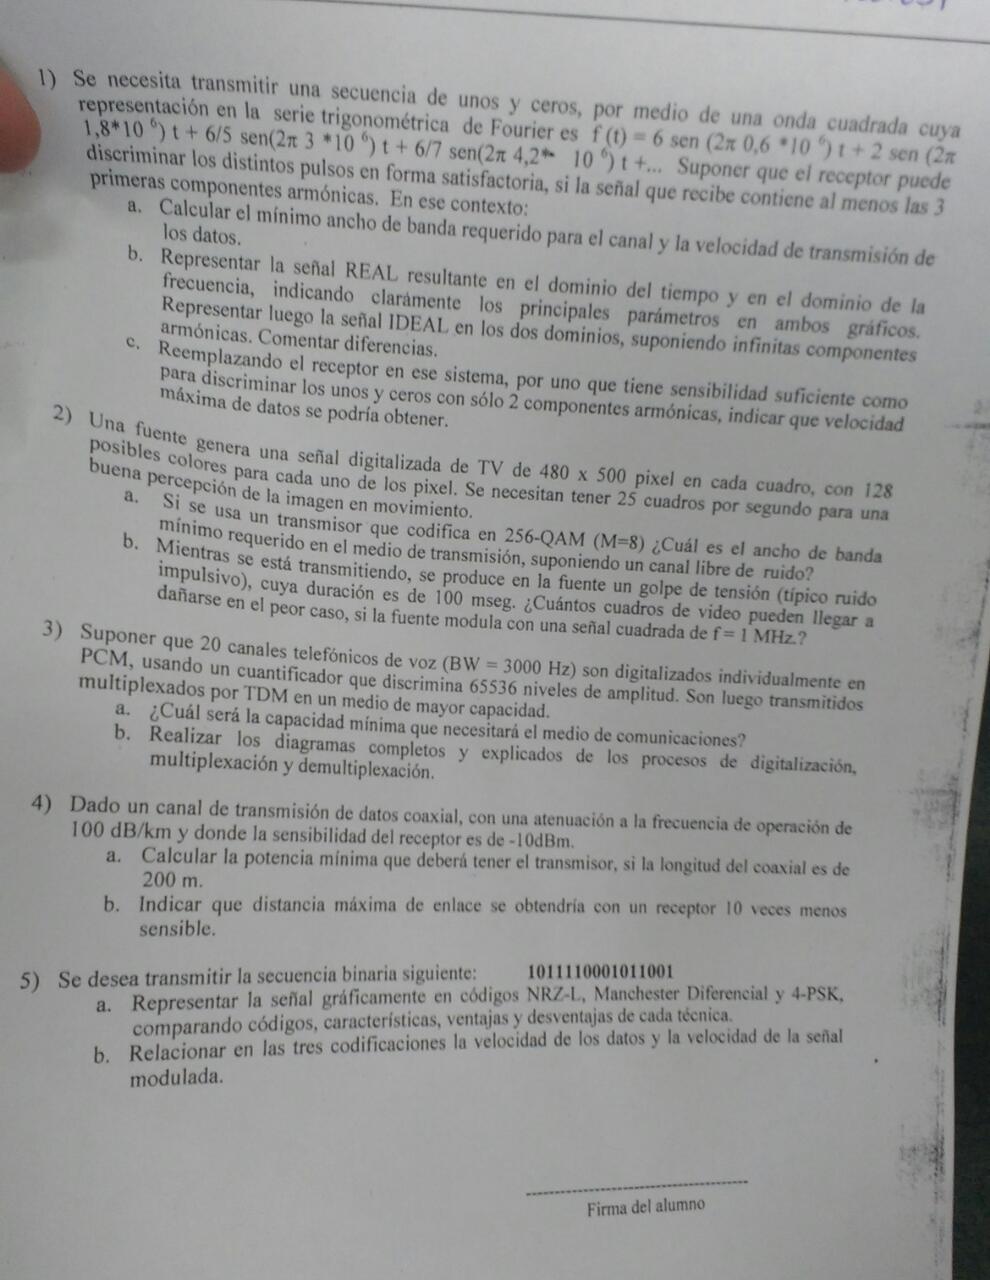 1) Se necesita transmitir una secuencia de unos y ceros, por medio de una onda cuadrada cuya
representación en la serie trigonométrica de Fourier es f (t) = 6 sen (2π 0,6 *10 ⁶) t + 2 sen (2π
1,8*10 ⁶) t + 6/5 sen(2π 3 *10 ⁶) t + 6/7 sen(2π 4,2* 10 ⁶) t +... Suponer que el receptor puede
discriminar los distintos pulsos en forma satisfactoria, si la señal que recibe contiene al menos las 3
primeras componentes armónicas. En ese contexto:
a. Calcular el mínimo ancho de banda requerido para el canal y la velocidad de transmisión de
los datos.
b. Representar la señal REAL resultante en el dominio del tiempo y en el dominio de la
frecuencia, indicando clarámente los principales parámetros en ambos gráficos.
Representar luego la señal IDEAL en los dos dominios, suponiendo infinitas componentes
armónicas. Comentar diferencias.
c. Reemplazando el receptor en ese sistema, por uno que tiene sensibilidad suficiente como
para discriminar los unos y ceros con sólo 2 componentes armónicas, indicar que velocidad
máxima de datos se podría obtener.
2) Una fuente genera una señal digitalizada de TV de 480 x 500 pixel en cada cuadro, con 128
posibles colores para cada uno de los pixel. Se necesitan tener 25 cuadros por segundo para una
buena percepción de la imagen en movimiento.
a. Si se usa un transmisor que codifica en 256-QAM (M=8) ¿Cuál es el ancho de banda
mínimo requerido en el medio de transmisión, suponiendo un canal libre de ruido?
b. Mientras se está transmitiendo, se produce en la fuente un golpe de tensión (típico ruido
impulsivo), cuya duración es de 100 mseg. ¿Cuántos cuadros de video pueden llegar a
dañarse en el peor caso, si la fuente modula con una señal cuadrada de f = 1 MHz.?
3) Suponer que 20 canales telefónicos de voz (BW = 3000 Hz) son digitalizados individualmente en
PCM, usando un cuantificador que discrimina 65536 niveles de amplitud. Son luego transmitidos
multiplexados por TDM en un medio de mayor capacidad.
a. ¿Cuál será la capacidad mínima que necesitará el medio de comunicaciones?
b. Realizar los diagramas completos y explicados de los procesos de digitalización,
multiplexación y demultiplexación.
4) Dado un canal de transmisión de datos coaxial, con una atenuación a la frecuencia de operación de
100 dB/km y donde la sensibilidad del receptor es de -10dBm.
a. Calcular la potencia mínima que deberá tener el transmisor, si la longitud del coaxial es de
200 m.
b. Indicar que distancia máxima de enlace se obtendría con un receptor 10 veces menos
sensible.
5) Se desea transmitir la secuencia binaria siguiente: 1011110001011001
a. Representar la señal gráficamente en códigos NRZ-L, Manchester Diferencial y 4-PSK,
comparando códigos, características, ventajas y desventajas de cada técnica.
b. Relacionar en las tres codificaciones la velocidad de los datos y la velocidad de la señal
modulada.
Firma del alumno